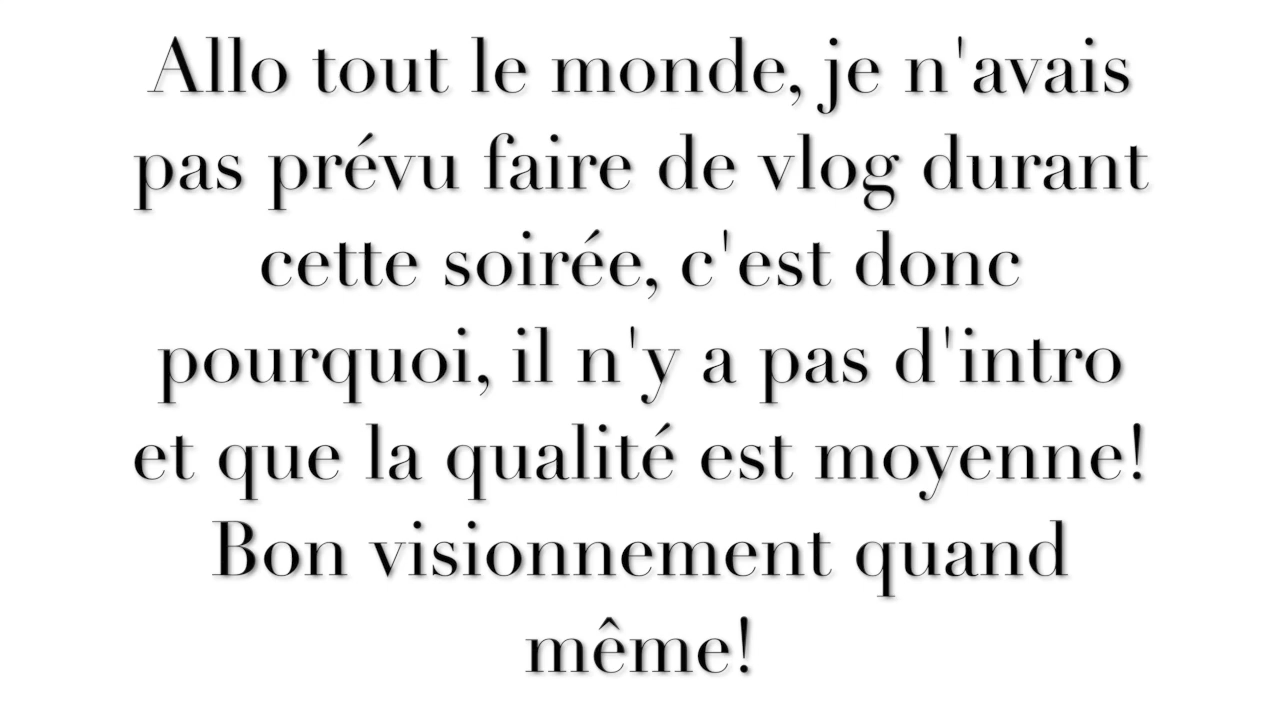 Allo tout le monde, je n'avais
pas prévu faire de vlog durant
cette soirée, c'est donc
pourquoi, il n'y a pas d'intro
et que la qualité est moyenne!
Bon visionnement quand
même!